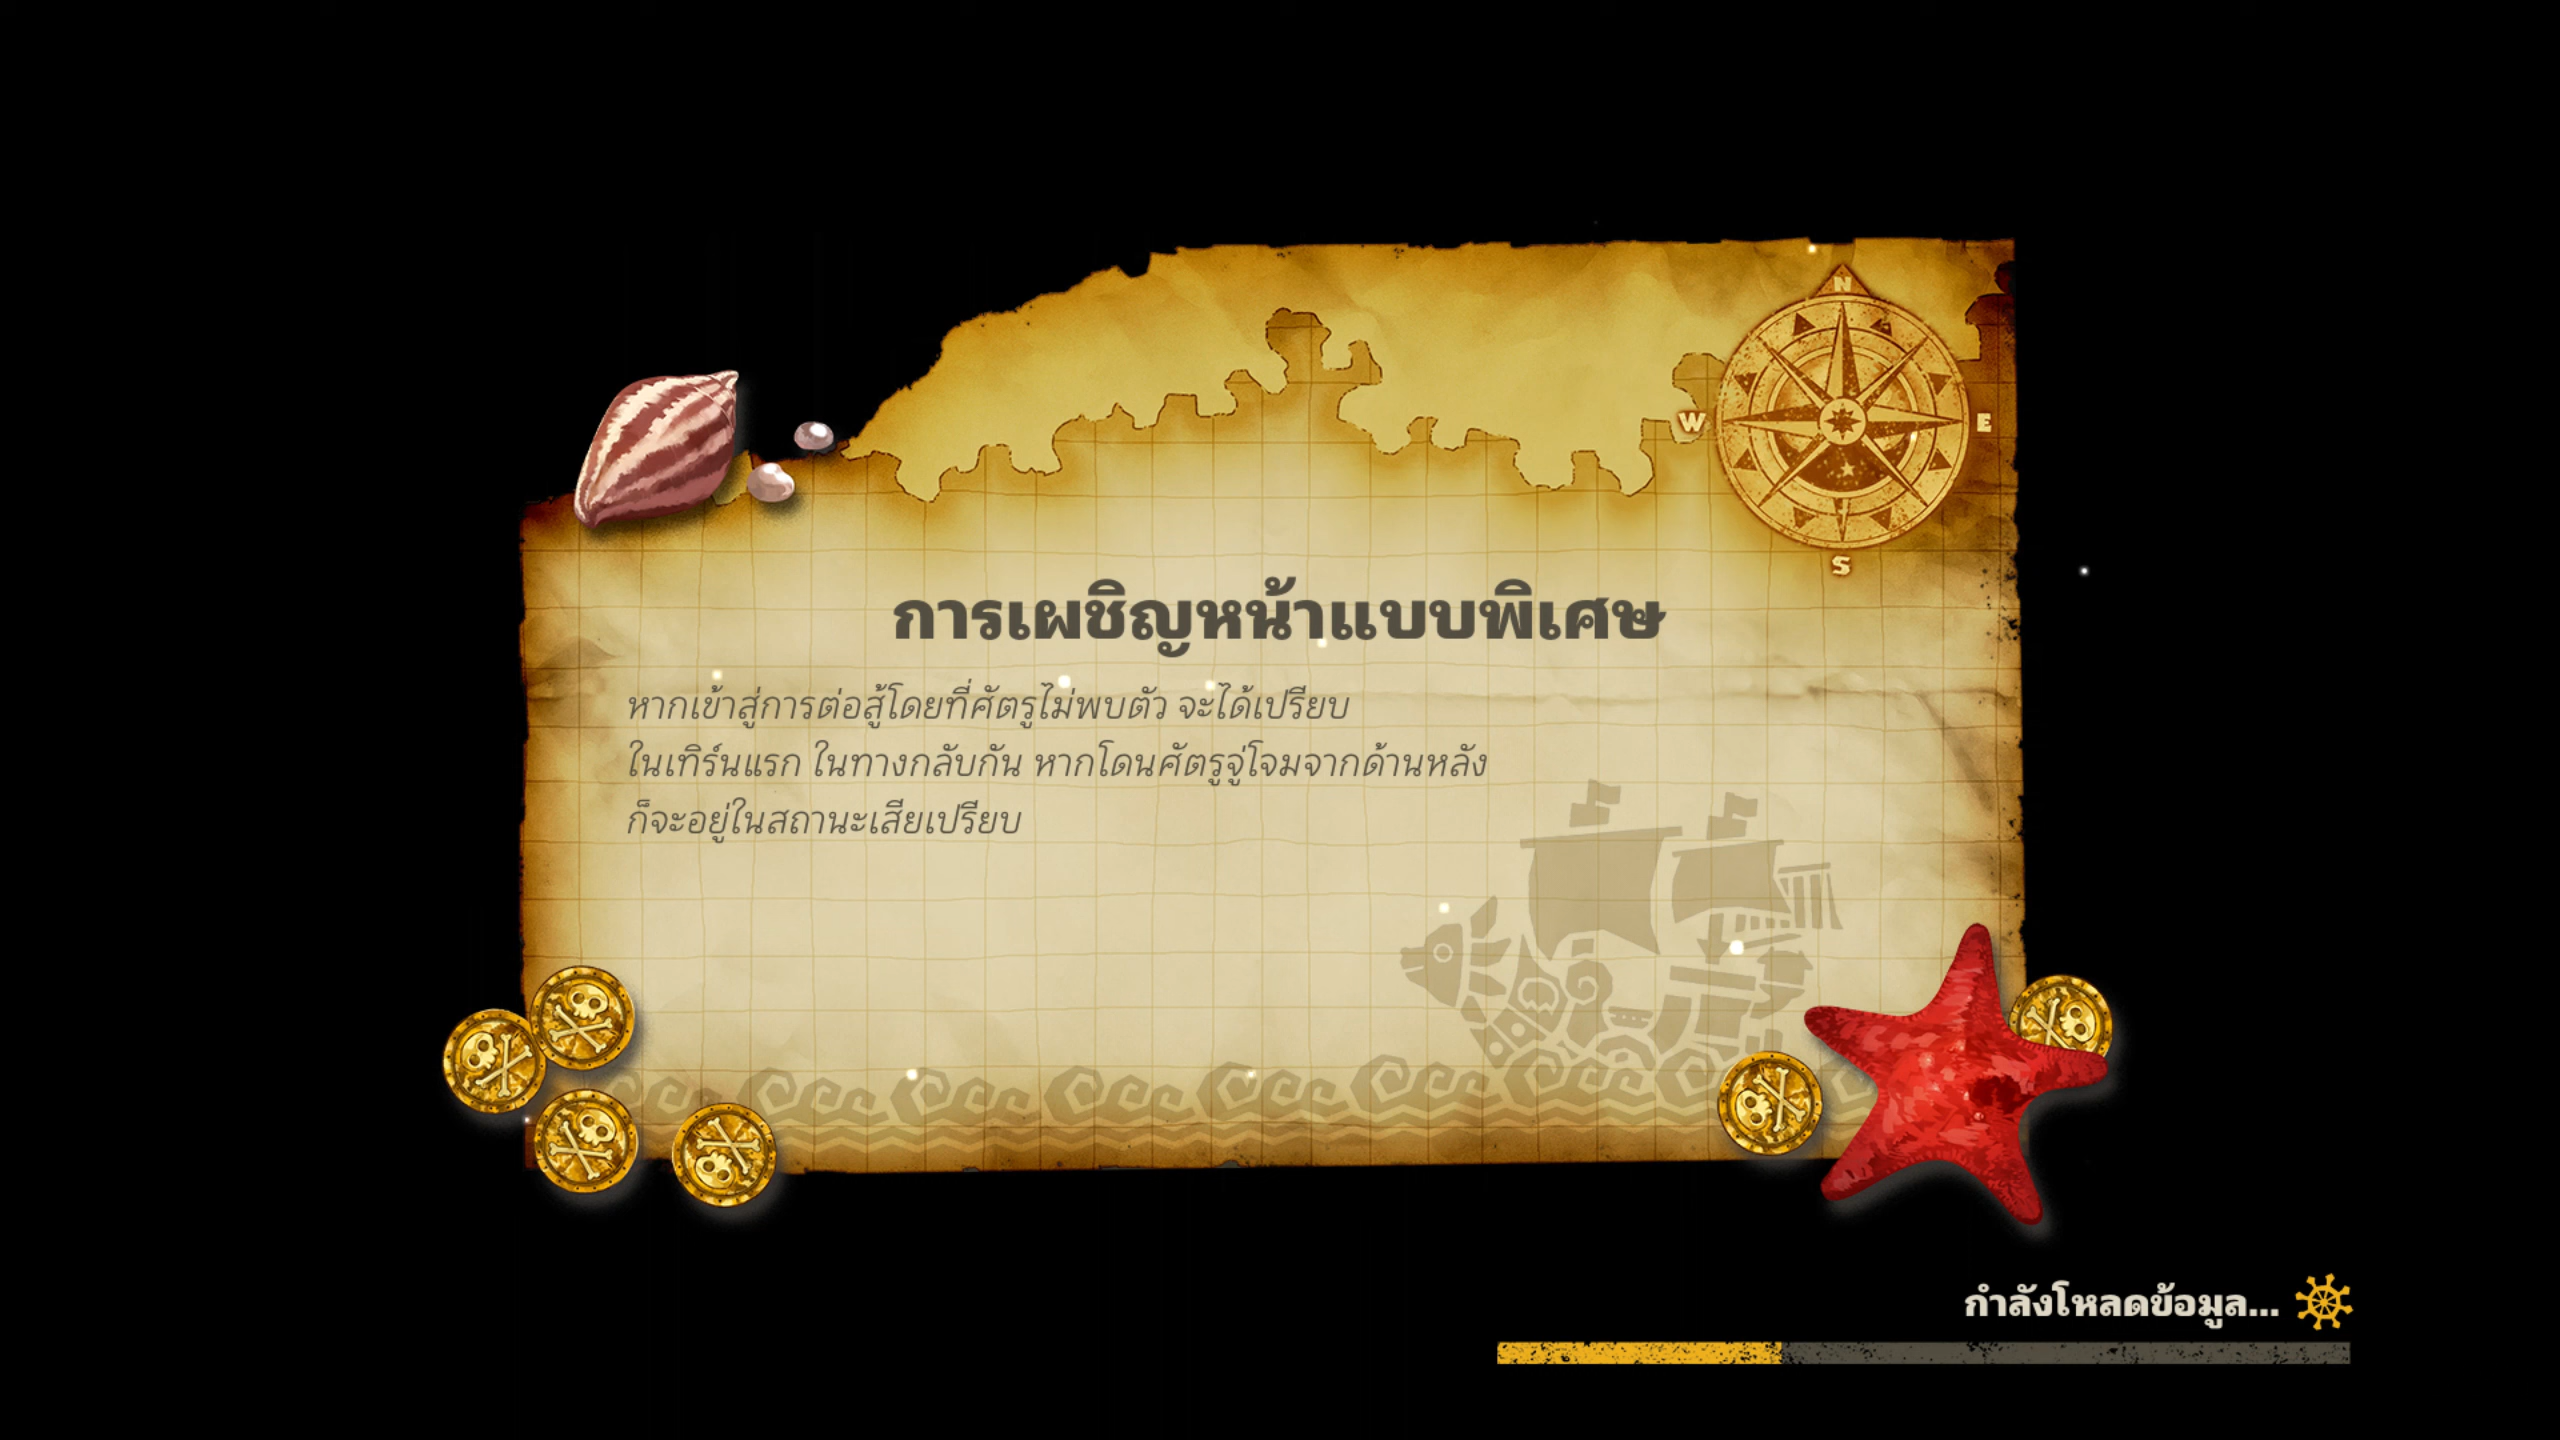 N
W
E
S
การเผชิญหน้าแบบพิเศษ
หากเข้าสู่การต่อสู้โดยที่ศัตรูไม่พบตัว จะได้เปรียบ
ในเทิร์นแรก ในทางกลับกัน หากโดนศัตรูจู่โจมจากด้านหลัง
ก็จะอยู่ในสถานะเสียเปรียบ
กำลังโหลดข้อมูล...